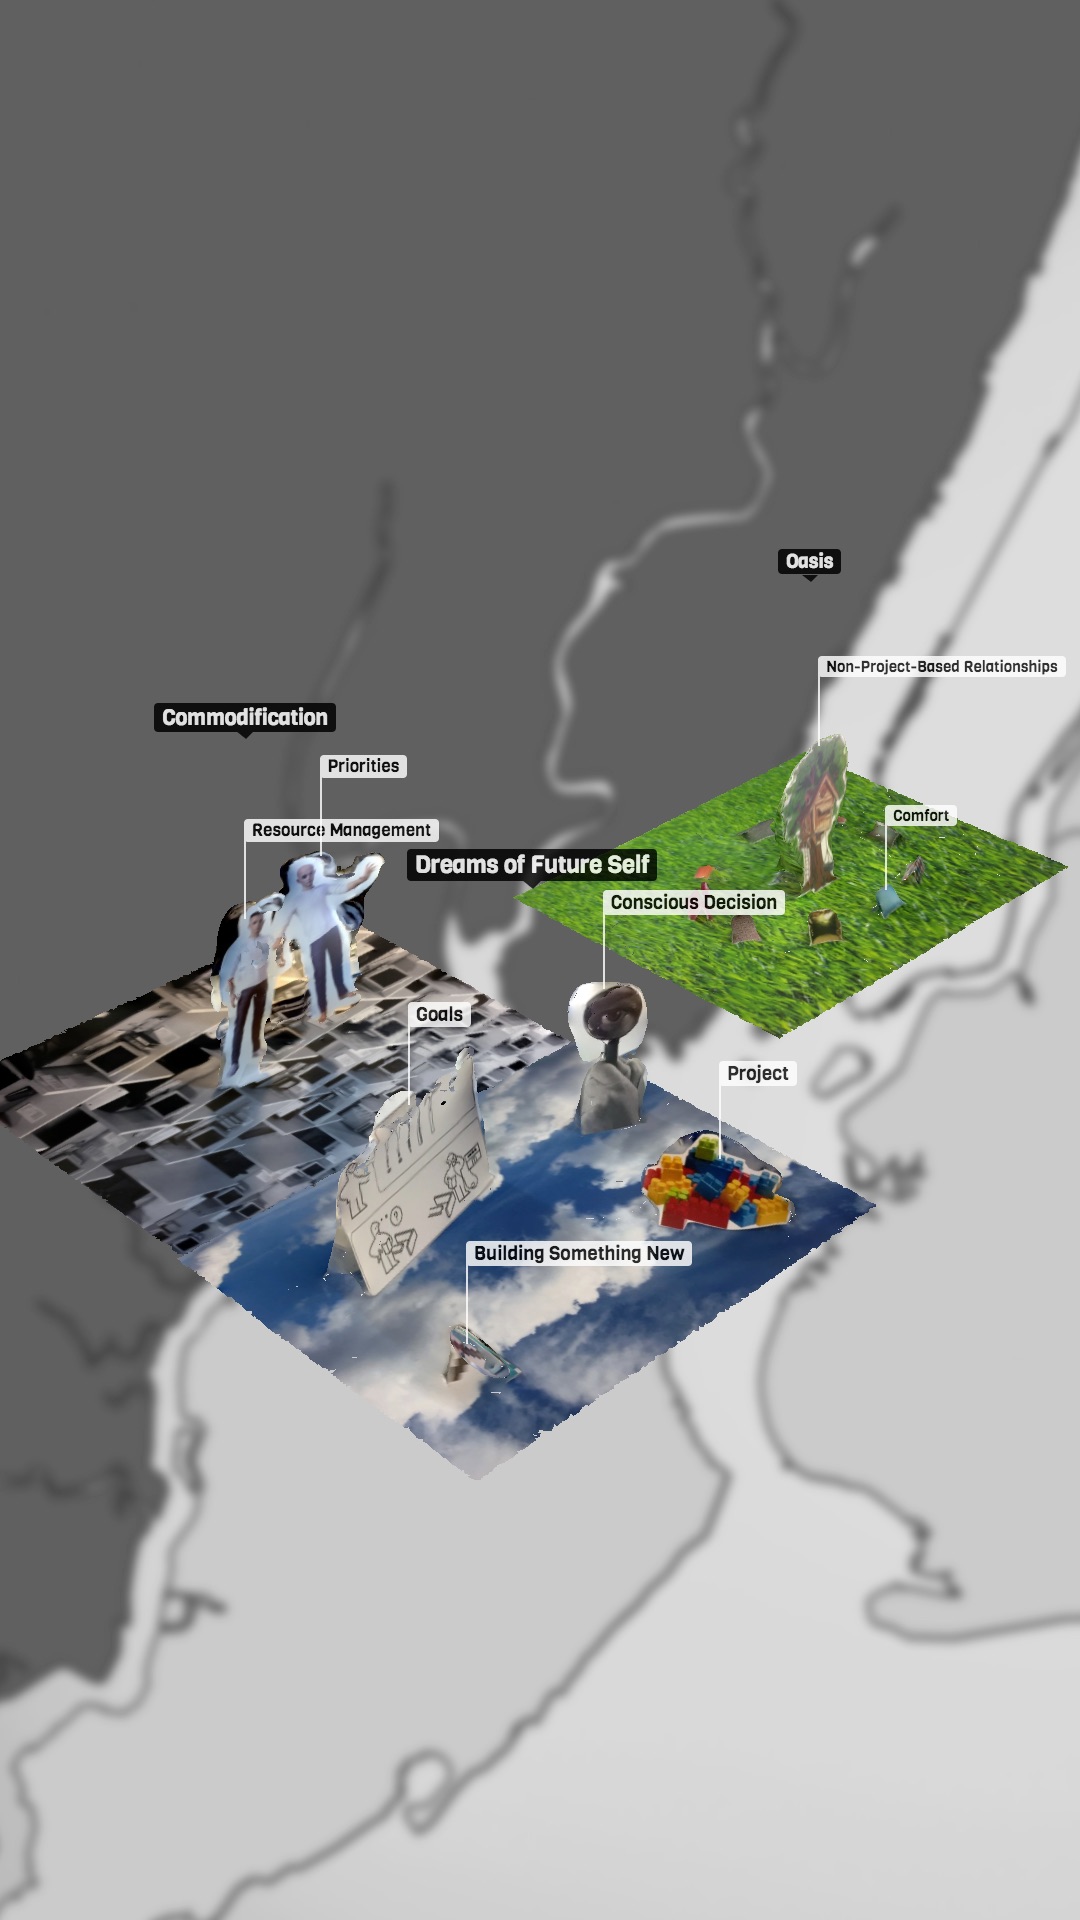 Oasis
Non-Project-Based Relationships
Commodification
Priorities
Comfort
Resource Management
Dreams of Future Self
Conscious Decision
Goals
Project
Building Something New